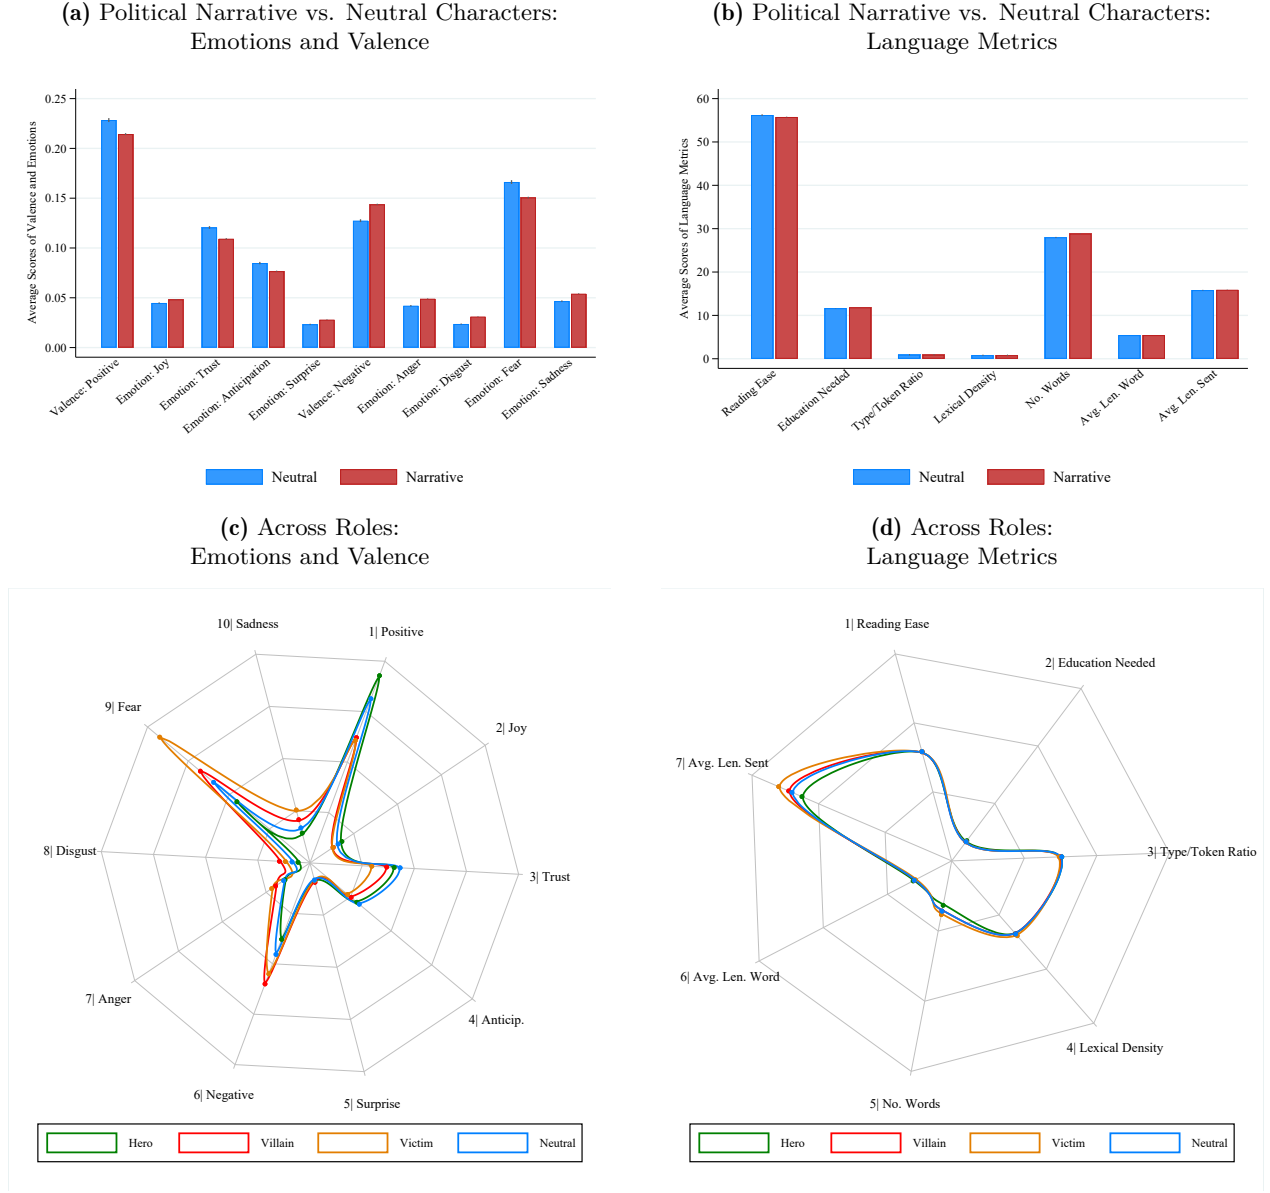 (a) Political Narrative vs. Neutral Characters:
Emotions and Valence
Average Scores of Valence and Emotions
0.25
0.20
0.15
0.10
0.05
0.00
Valence: Positive
Emotion: Joy
Emotion: Trust
Emotion: Anticipation
Emotion: Surprise
Valence: Negative
Emotion: Anger
Emotion: Disgust
Emotion: Fear
Emotion: Sadness
Neutral
Narrative
(b) Political Narrative vs. Neutral Characters:
Language Metrics
Average Scores of Language Metrics
60
50
40
30
20
10
0
Reading Ease
Education Needed
Type/Token Ratio
Lexical Density
No. Words
Avg. Len. Word
Avg. Len. Sent
Neutral
Narrative
(c) Across Roles:
Emotions and Valence
10| Sadness
1| Positive
9| Fear
2| Joy
8| Disgust
3| Trust
7| Anger
4| Anticip.
6| Negative
5| Surprise
Hero
Villain
Victim
Neutral
(d) Across Roles:
Language Metrics
1| Reading Ease
2| Education Needed
7| Avg. Len. Sent
3| Type/Token Ratio
6| Avg. Len. Word
4| Lexical Density
5| No. Words
Hero
Villain
Victim
Neutral